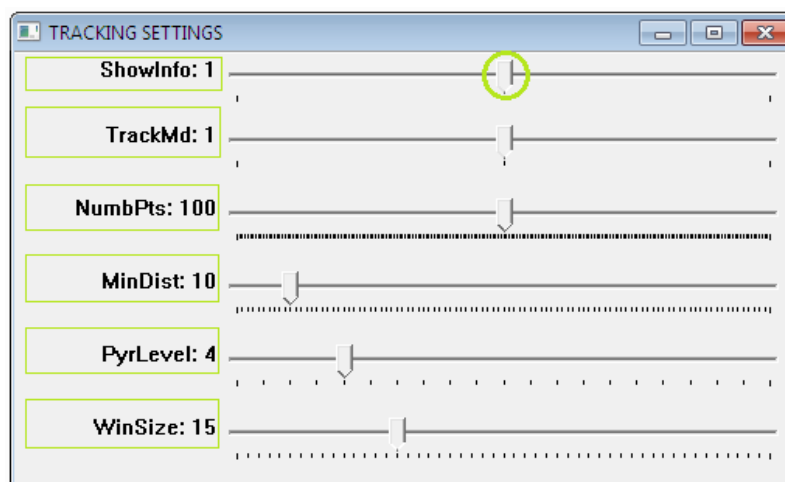 TRACKING SETTINGS
ShowInfo: 1
TrackMd: 1
NumbPts: 100
MinDist: 10
PyrLevel: 4
WinSize: 15